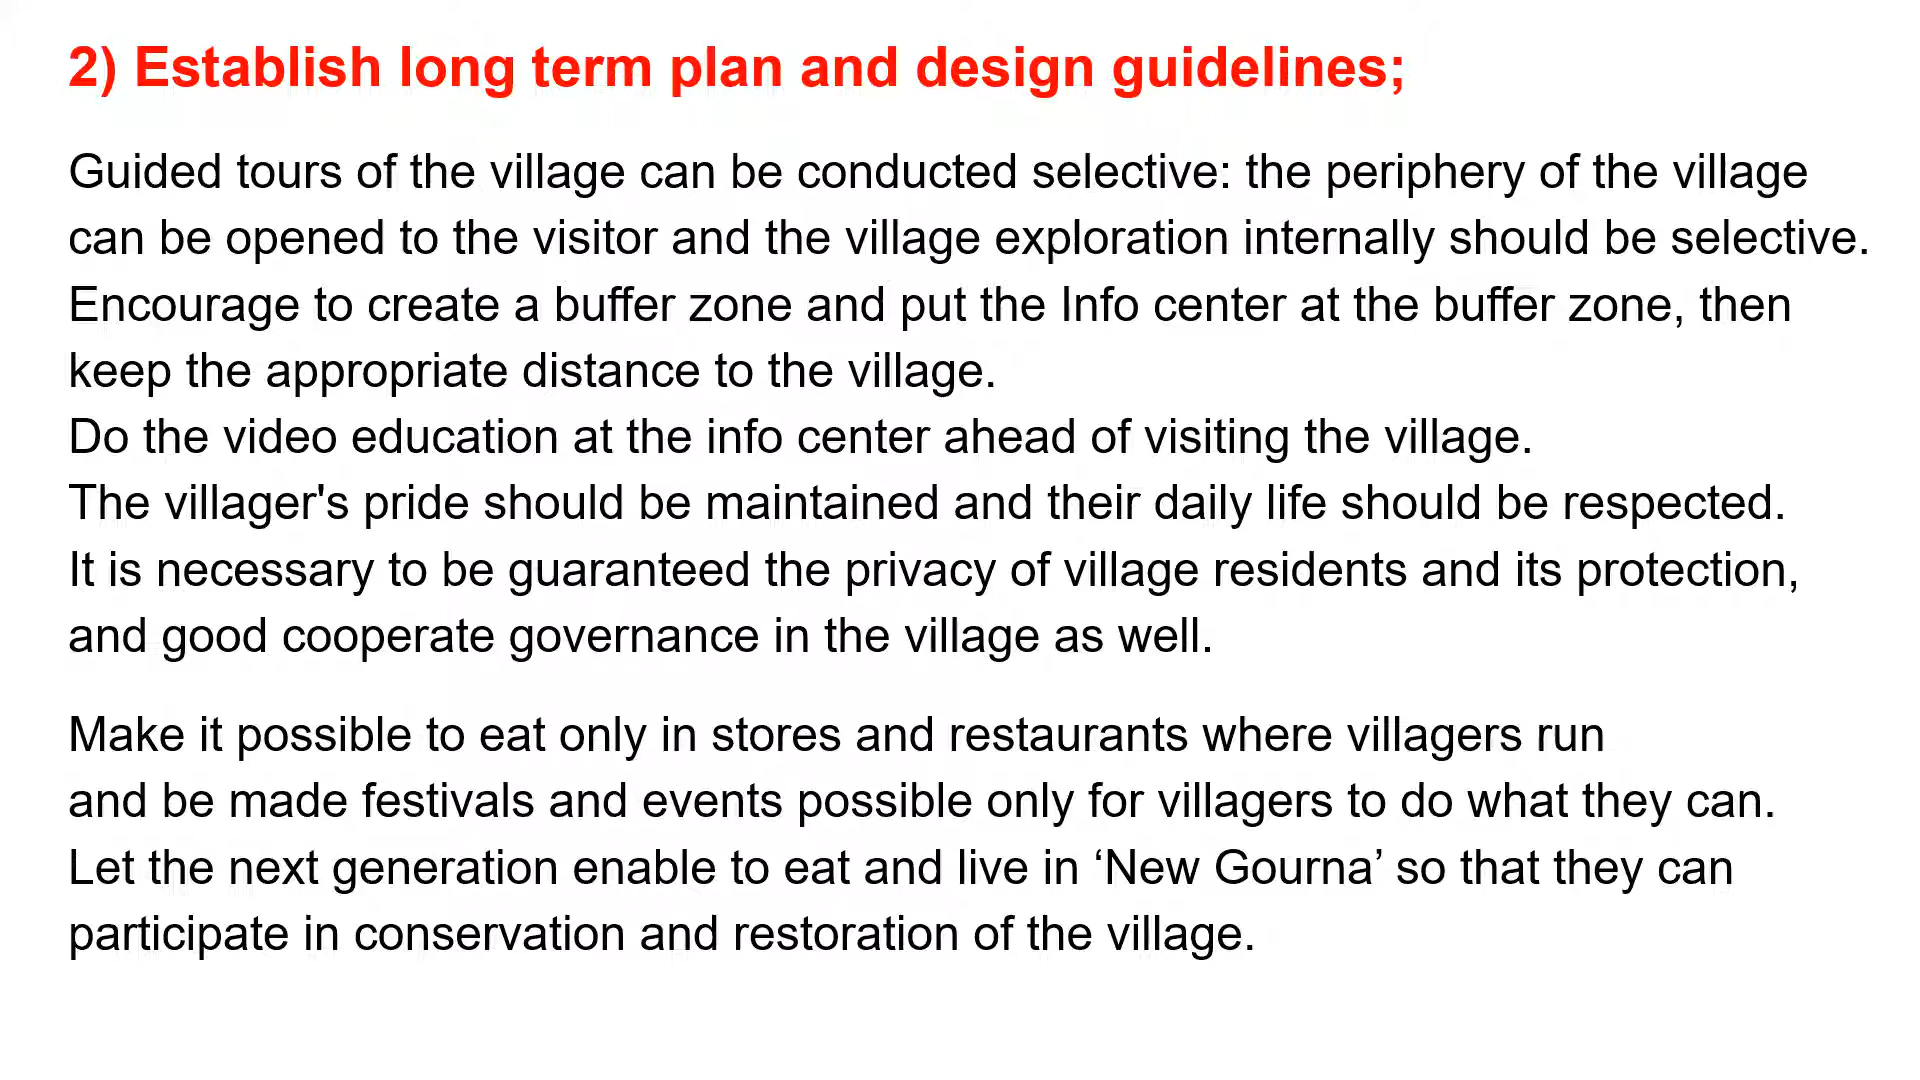 2) Establish long term plan and design guidelines;
Guided tours of the village can be conducted selective: the periphery of the village
can be opened to the visitor and the village exploration internally should be selective.
Encourage to create a buffer zone and put the Info center at the buffer zone, then
keep the appropriate distance to the village.
Do the video education at the info center ahead of visiting the village.
The villager's pride should be maintained and their daily life should be respected.
It is necessary to be guaranteed the privacy of village residents and its protection,
and good cooperate governance in the village as well.
Make it possible to eat only in stores and restaurants where villagers run
and be made festivals and events possible only for villagers to do what they can.
Let the next generation enable to eat and live in ‘New Gourna’ so that they can
participate in conservation and restoration of the village.